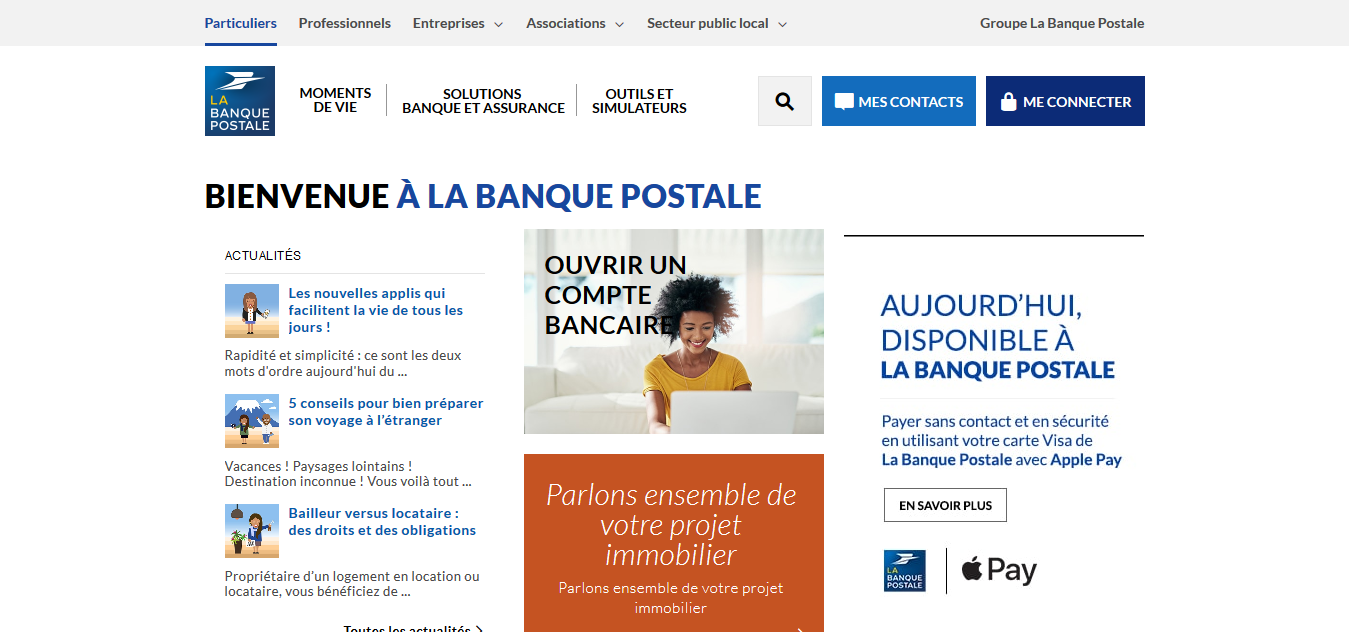 Particuliers
Professionnels
Entreprises
Associations
Secteur public local
Groupe La Banque Postale
LA
BANQUE
POSTALE
MOMENTS
DE VIE
SOLUTIONS
BANQUE ET ASSURANCE
OUTILS ET
SIMULATEURS
MES CONTACTS
ME CONNECTER
BIENVENUE À LA BANQUE POSTALE
ACTUALITÉS
Les nouvelles applis qui
facilitent la vie de tous les
jours !
Rapidité et simplicité : ce sont les deux
mots d'ordre aujourd'hui du ...
5 conseils pour bien préparer
son voyage à l’étranger
Vacances ! Paysages lointains !
Destination inconnue ! Vous voilà tout ...
Bailleur versus locataire :
des droits et des obligations
Propriétaire d’un logement en location ou
locataire, vous bénéficiez de ...
Toutes les actualités
OUVRIR UN
COMPTE
BANCAIRE
Parlons ensemble de
votre projet
immobilier
Parlons ensemble de votre projet
immobilier
AUJOURD’HUI,
DISPONIBLE À
LA BANQUE POSTALE
Payer sans contact et en sécurité
en utilisant votre carte Visa de
La Banque Postale avec Apple Pay
EN SAVOIR PLUS
LA
BANQUE
POSTALE
Pay